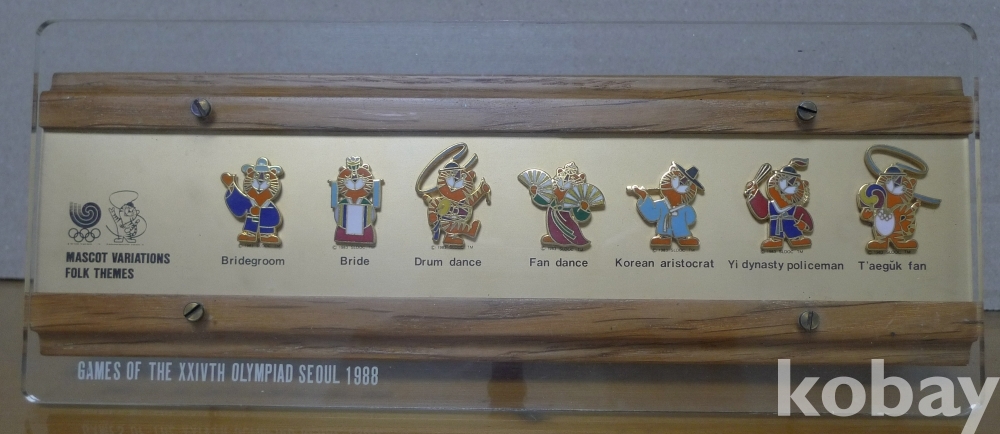 MASCOT VARIATIONS
FOLK THEMES
Bridegroom
Bride
Drum dance
Fan dance
Korean aristocrat
Yi dynasty policeman
T'aegŭk fan
GAMES OF THE XXIVTH OLYMPIAD SEOUL 1988
kobay